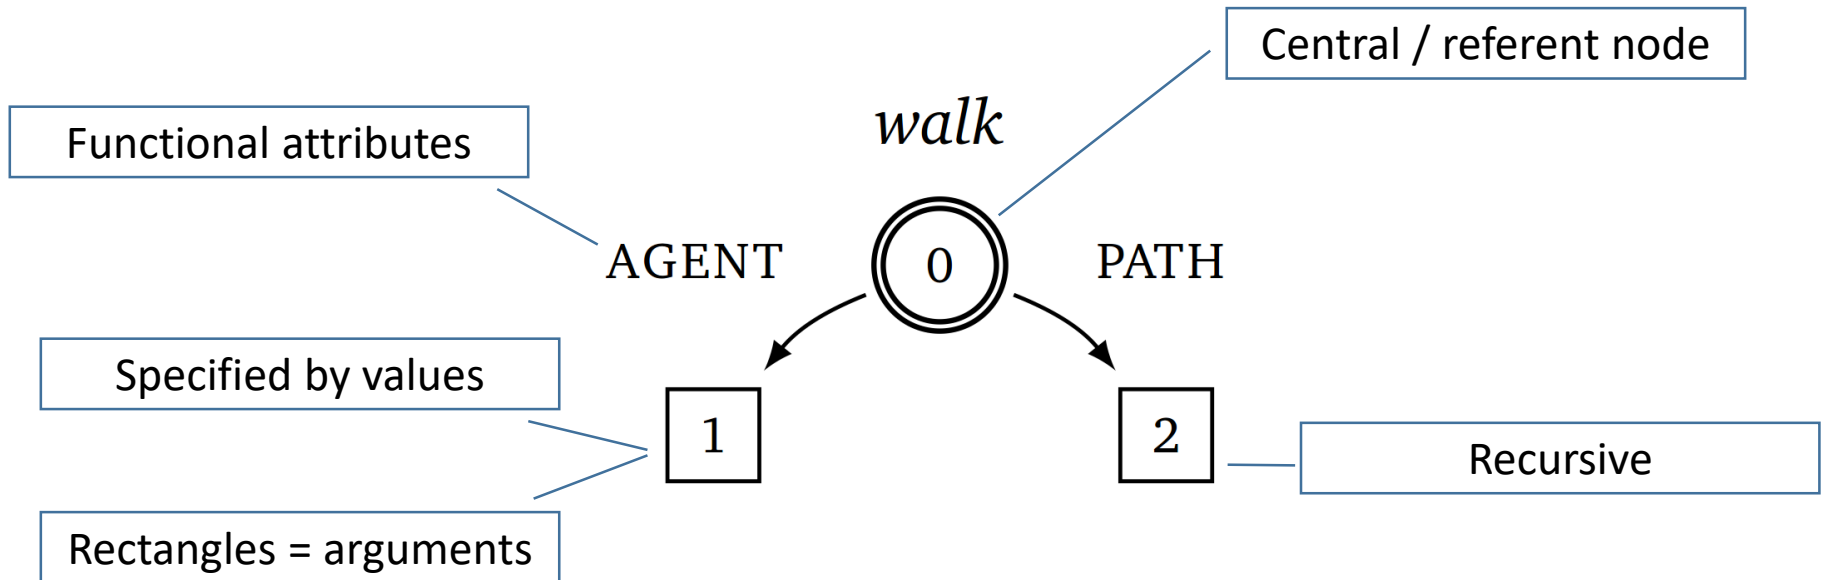 Central / referent node
walk
Functional attributes
AGENT
0
PATH
Specified by values
1
2
Recursive
Rectangles = arguments